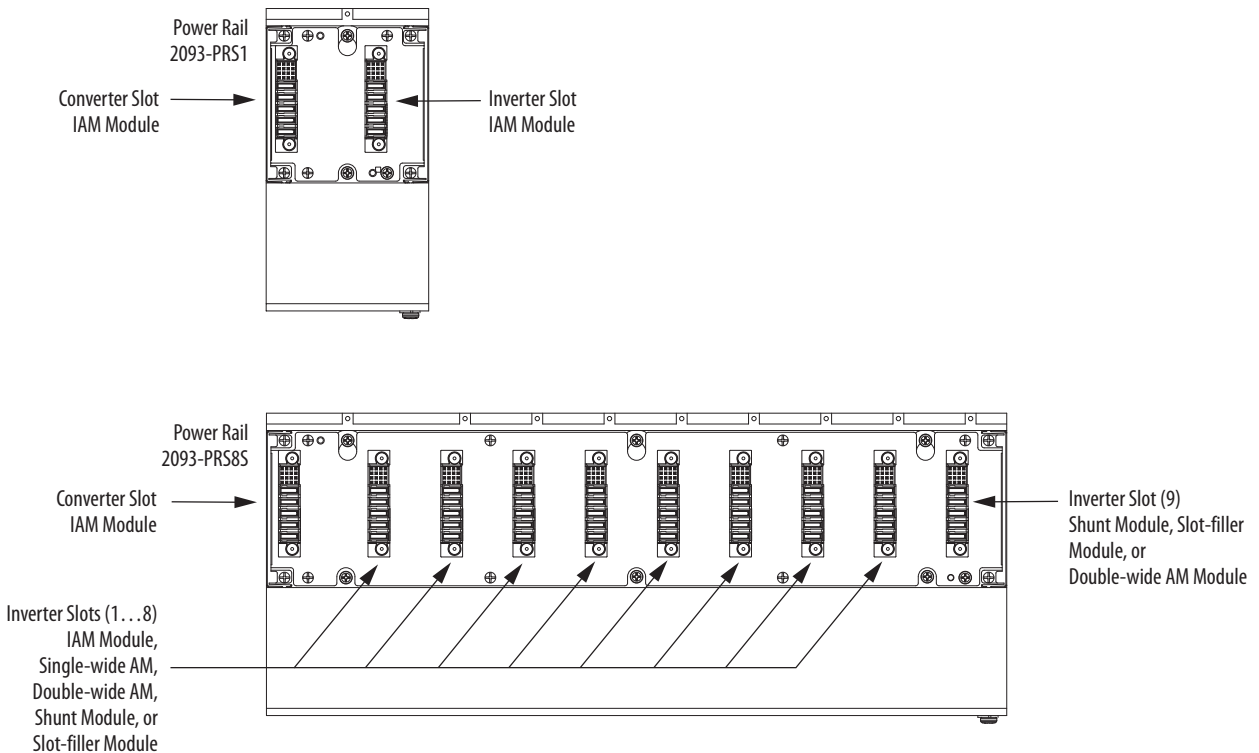 Power Rail
2093-PRS1
Converter Slot
IAM Module
Inverter Slot
IAM Module
Power Rail
2093-PRS8S
Converter Slot
IAM Module
Inverter Slot (9)
Shunt Module, Slot-filler
Module, or
Double-wide AM Module
Inverter Slots (1…8)
IAM Module,
Single-wide AM,
Double-wide AM,
Shunt Module, or
Slot-filler Module